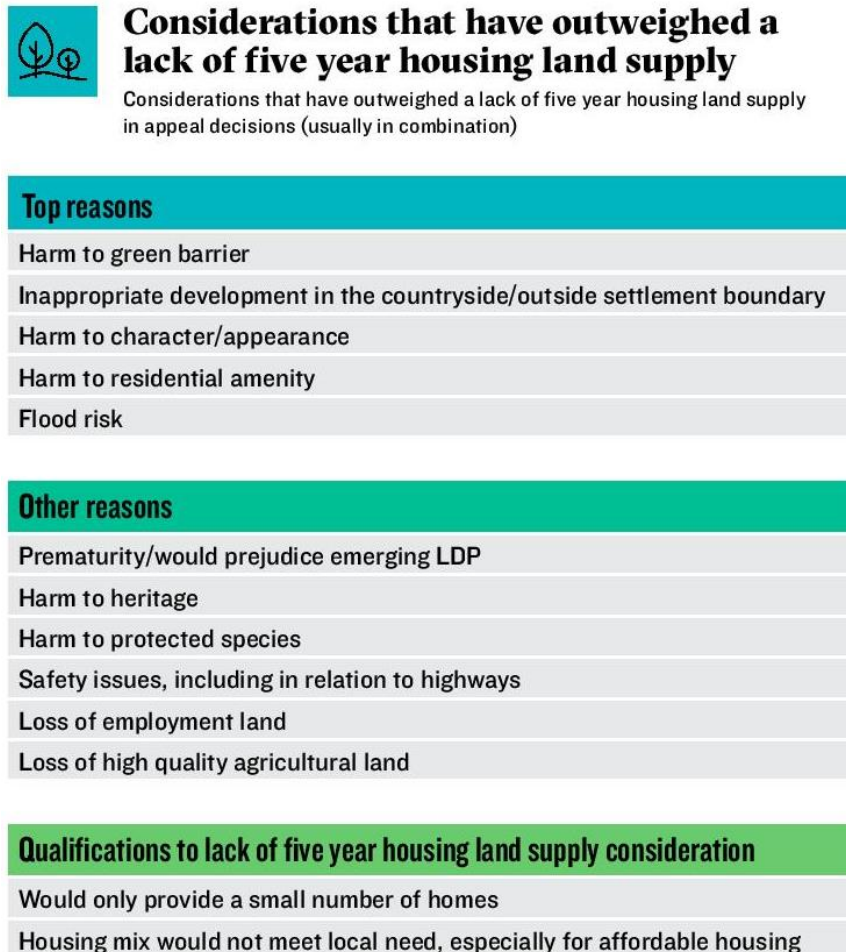 Considerations that have outweighed a
lack of five year housing land supply
Considerations that have outweighed a lack of five year housing land supply
in appeal decisions (usually in combination)
Top reasons
Harm to green barrier
Inappropriate development in the countryside/outside settlement boundary
Harm to character/appearance
Harm to residential amenity
Flood risk
Other reasons
Prematurity/would prejudice emerging LDP
Harm to heritage
Harm to protected species
Safety issues, including in relation to highways
Loss of employment land
Loss of high quality agricultural land
Qualifications to lack of five year housing land supply consideration
Would only provide a small number of homes
Housing mix would not meet local need, especially for affordable housing